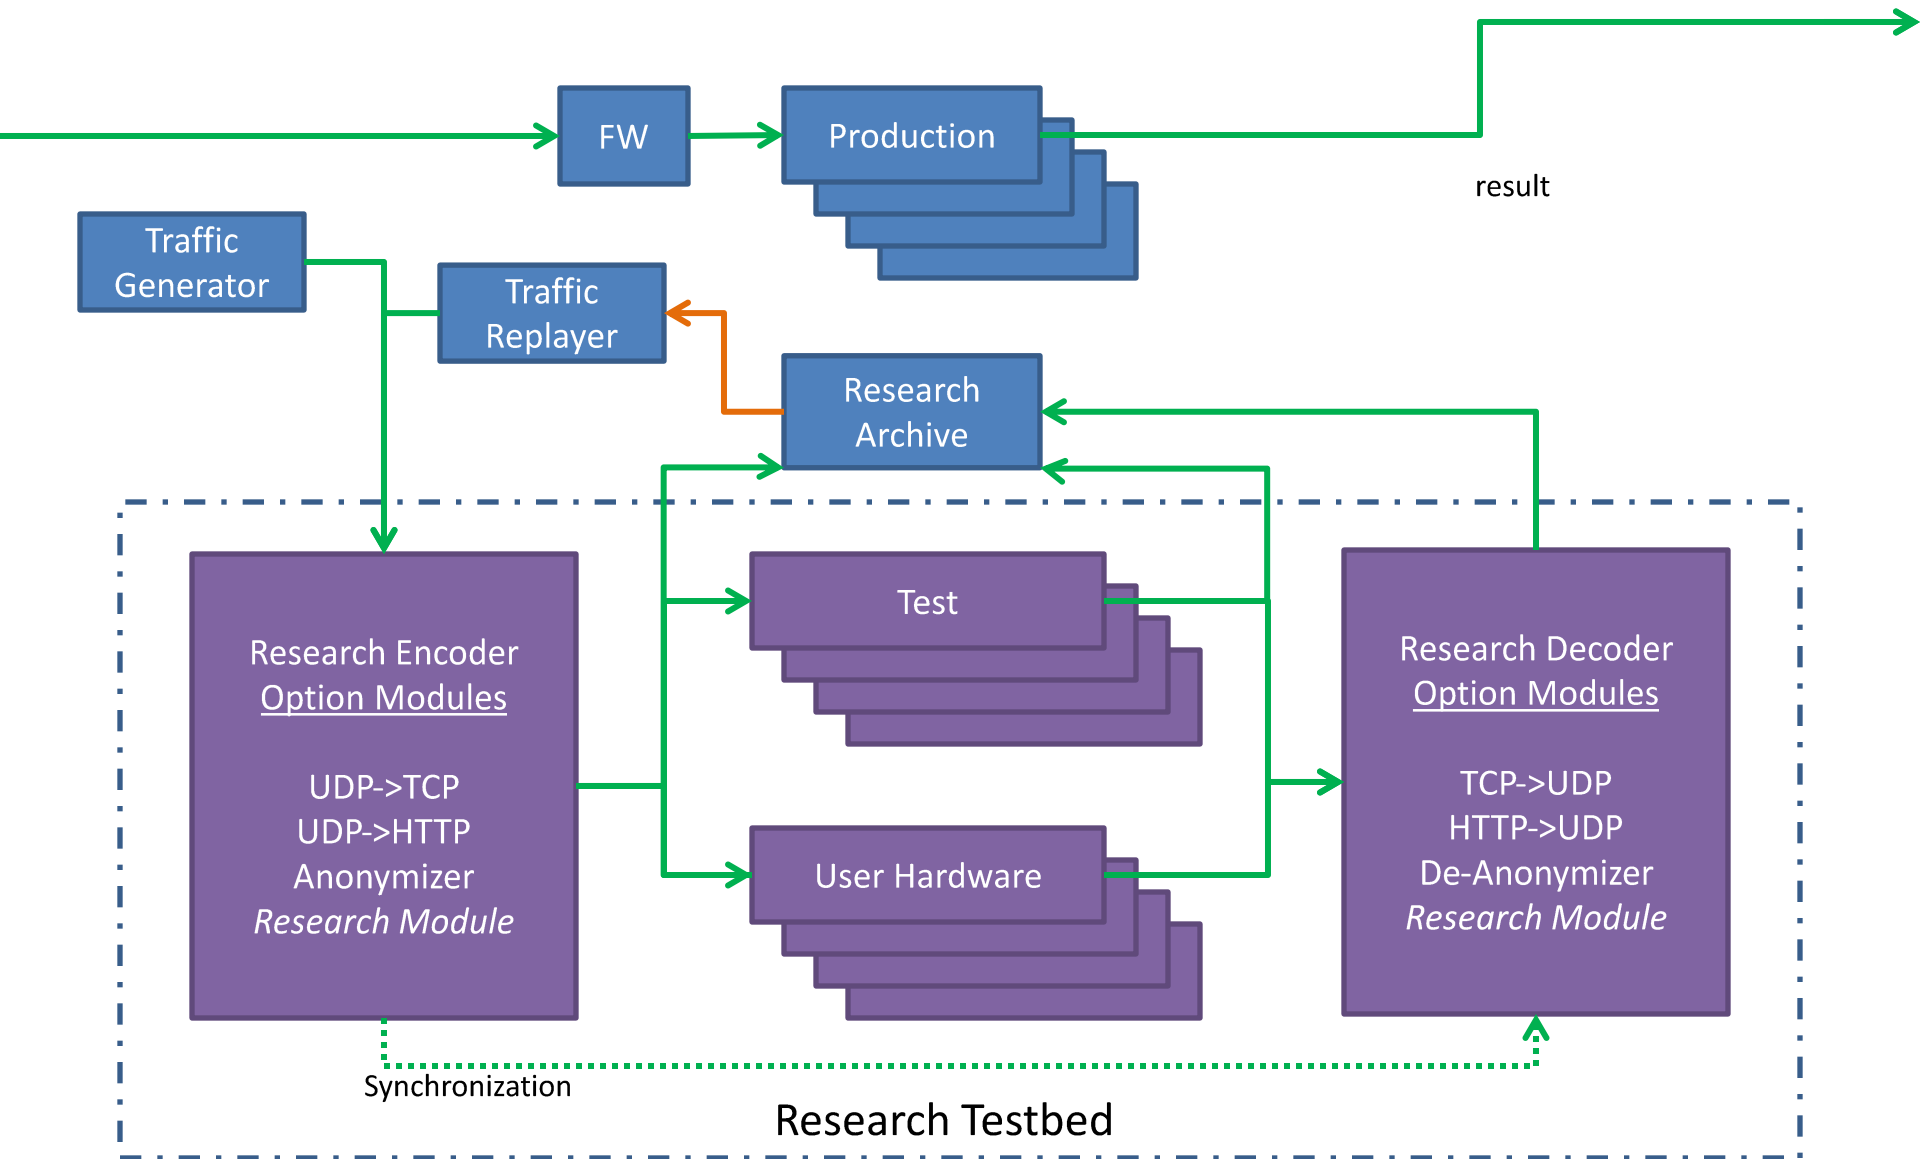 FW
Production
result
Traffic
Generator
Traffic
Replayer
Research
Archive
Research Encoder
Option Modules
UDP->TCP
UDP->HTTP
Anonymizer
Research Module
Test
User Hardware
Research Decoder
Option Modules
TCP->UDP
HTTP->UDP
De-Anonymizer
Research Module
Synchronization
Research Testbed